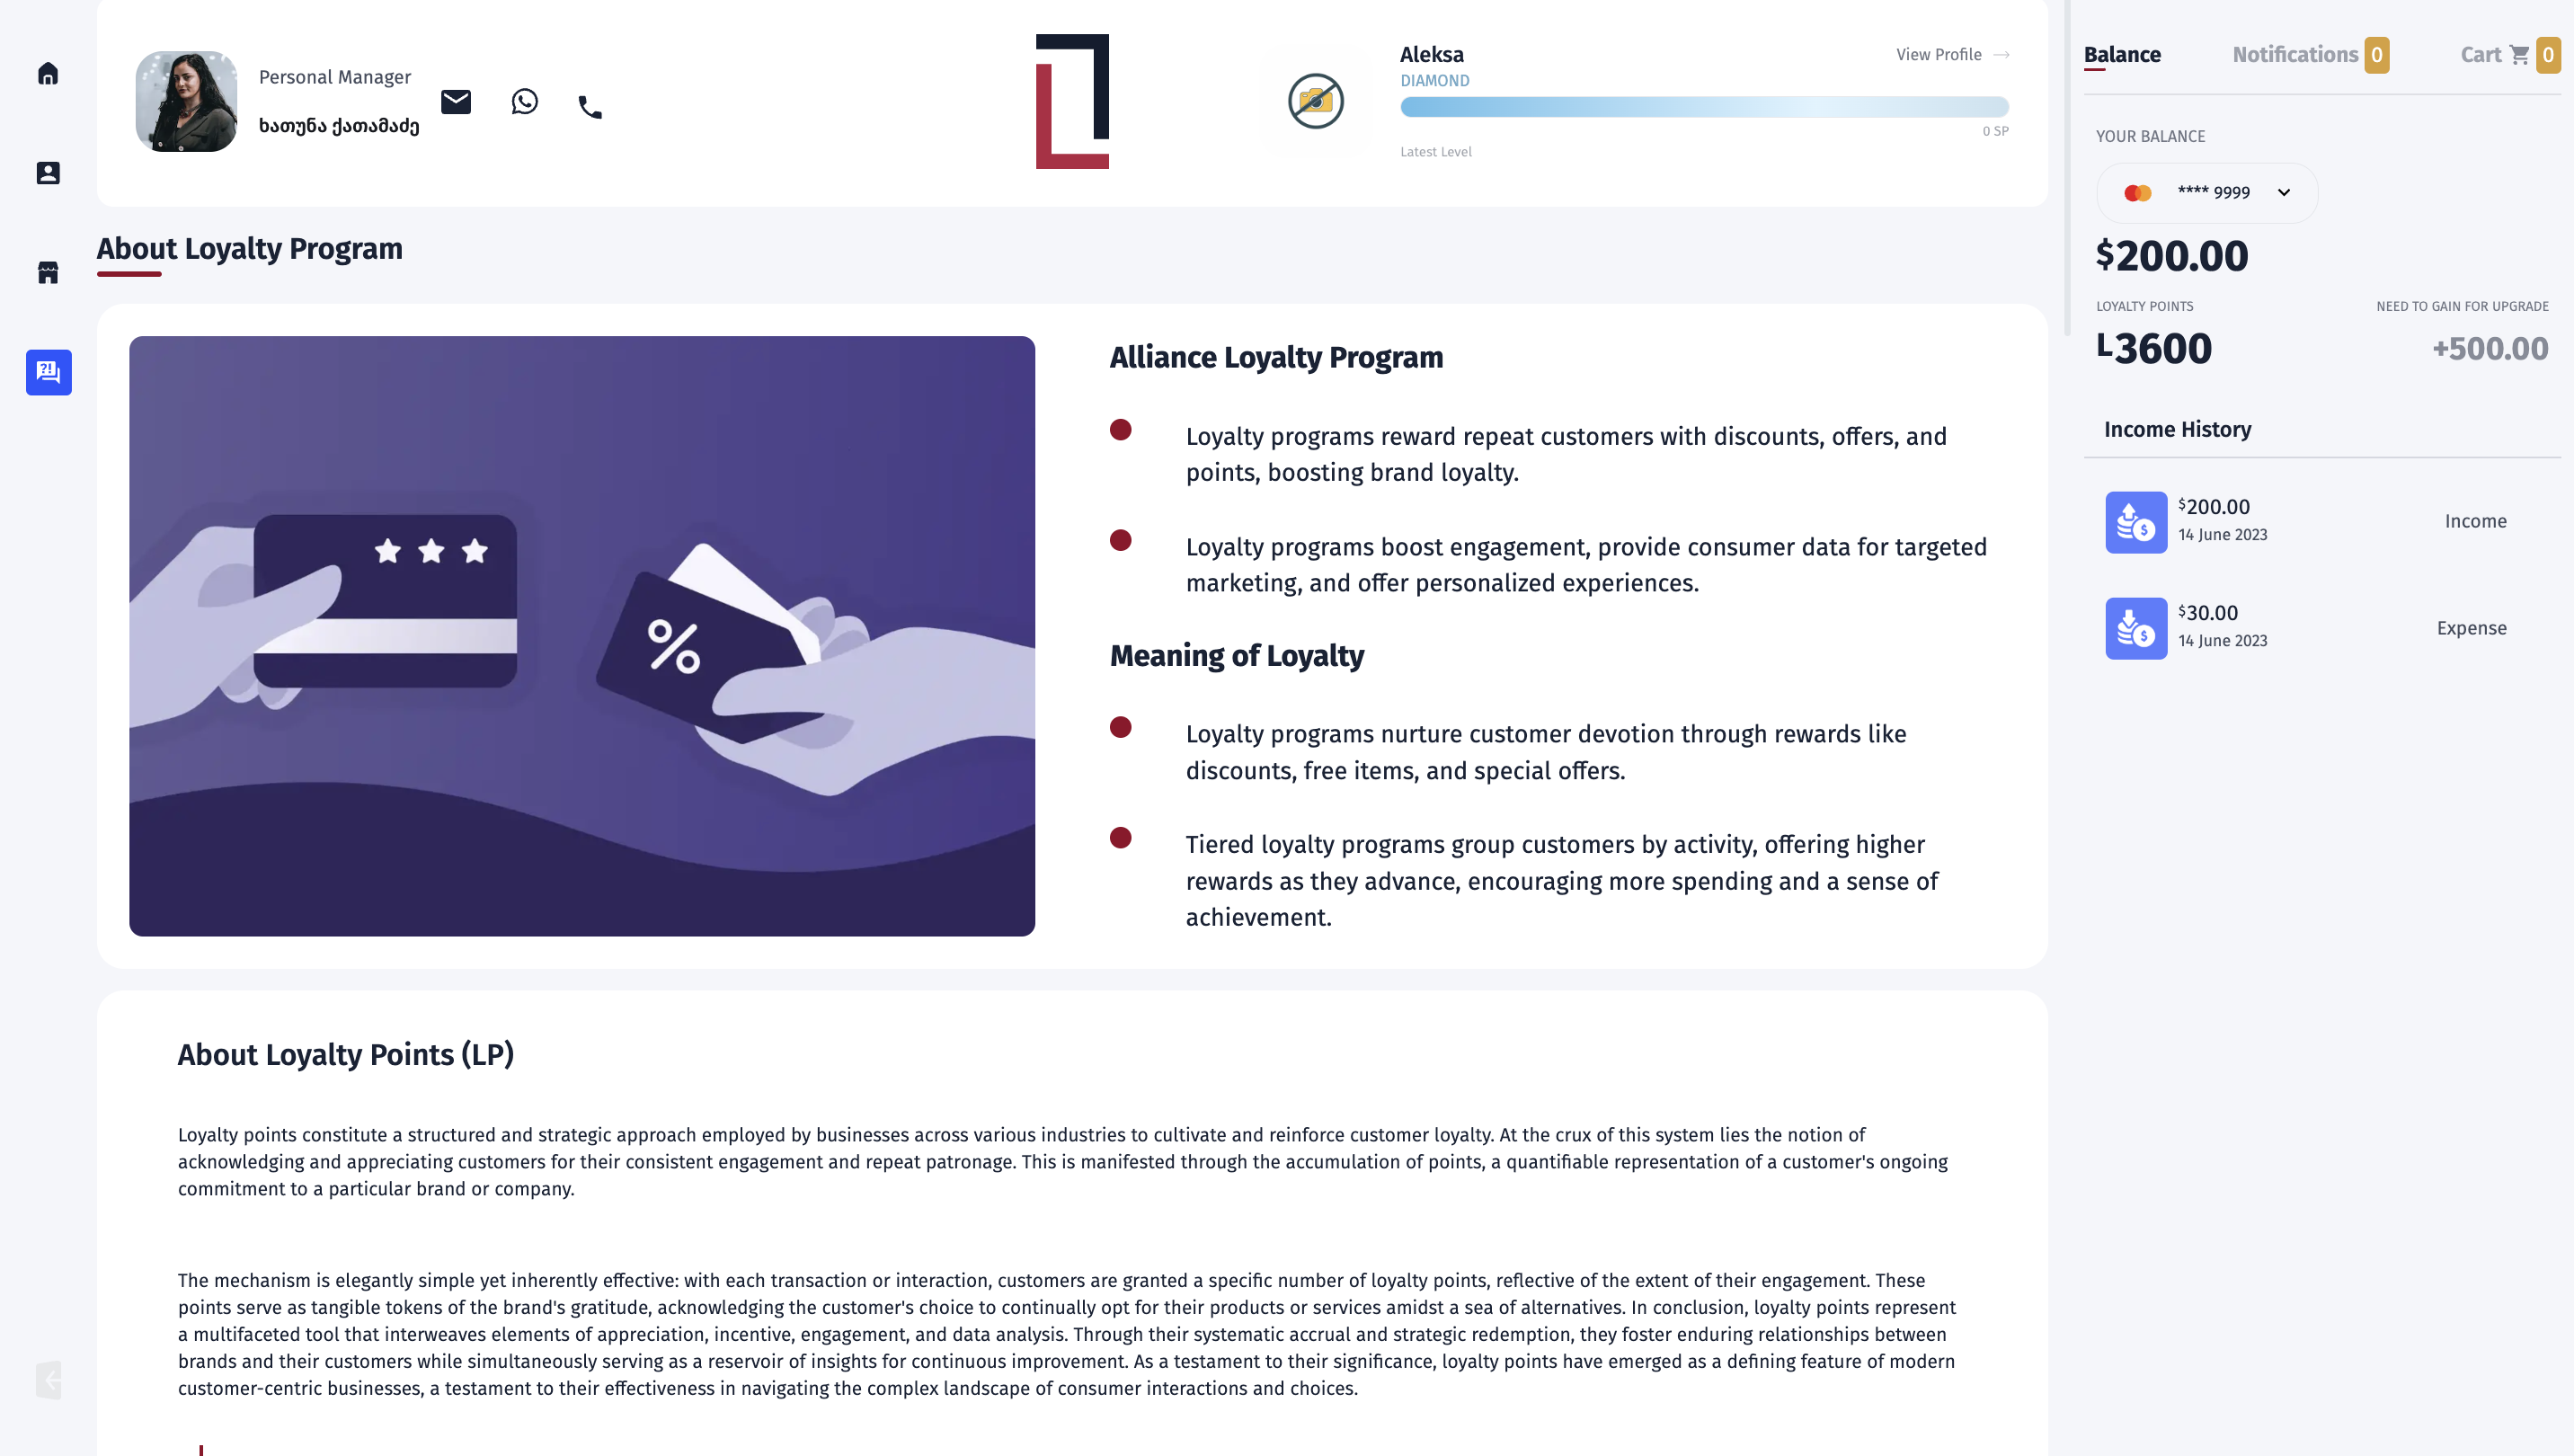 Personal Manager
ხათუნა ქათამაძე
Aleksa
View Profile →
DIAMOND
0 SP
Latest Level
About Loyalty Program
%
Alliance Loyalty Program
Loyalty programs reward repeat customers with discounts, offers, and
points, boosting brand loyalty.
Loyalty programs boost engagement, provide consumer data for targeted
marketing, and offer personalized experiences.
Meaning of Loyalty
Loyalty programs nurture customer devotion through rewards like
discounts, free items, and special offers.
Tiered loyalty programs group customers by activity, offering higher
rewards as they advance, encouraging more spending and a sense of
achievement.
About Loyalty Points (LP)
Loyalty points constitute a structured and strategic approach employed by businesses across various industries to cultivate and reinforce customer loyalty. At the crux of this system lies the notion of
acknowledging and appreciating customers for their consistent engagement and repeat patronage. This is manifested through the accumulation of points, a quantifiable representation of a customer's ongoing
commitment to a particular brand or company.
The mechanism is elegantly simple yet inherently effective: with each transaction or interaction, customers are granted a specific number of loyalty points, reflective of the extent of their engagement. These
points serve as tangible tokens of the brand's gratitude, acknowledging the customer's choice to continually opt for their products or services amidst a sea of alternatives. In conclusion, loyalty points represent
a multifaceted tool that interweaves elements of appreciation, incentive, engagement, and data analysis. Through their systematic accrual and strategic redemption, they foster enduring relationships between
brands and their customers while simultaneously serving as a reservoir of insights for continuous improvement. As a testament to their significance, loyalty points have emerged as a defining feature of modern
customer-centric businesses, a testament to their effectiveness in navigating the complex landscape of consumer interactions and choices.
Balance
Notifications 0
Cart 0
YOUR BALANCE
**** 9999
$200.00
LOYALTY POINTS
NEED TO GAIN FOR UPGRADE
L3600
+500.00
Income History
$200.00
14 June 2023
Income
$30.00
14 June 2023
Expense